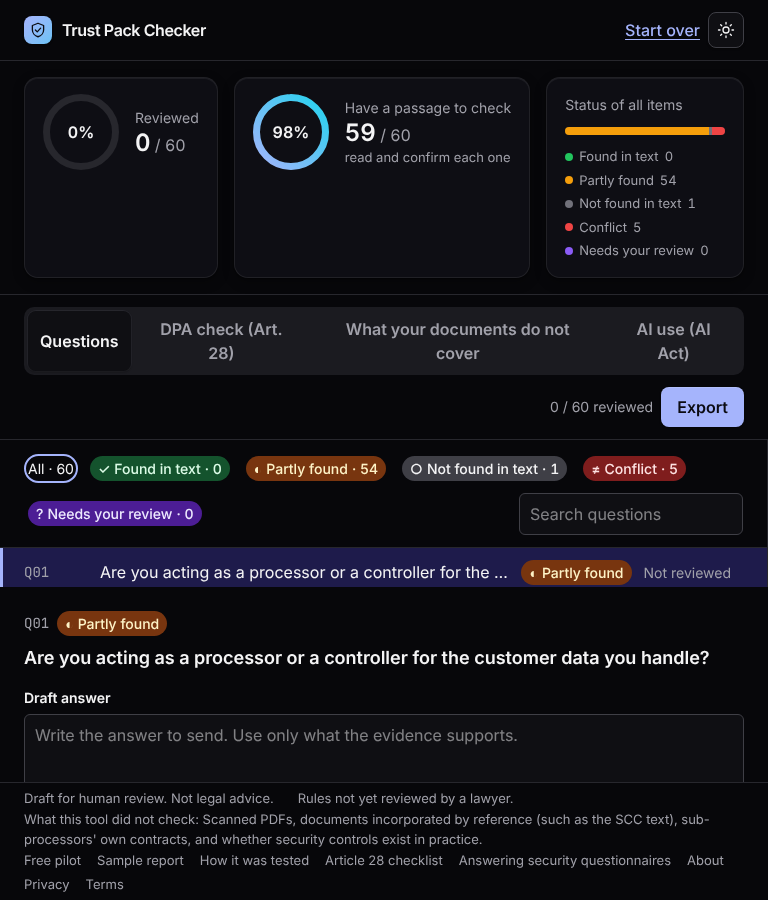 Trust Pack Checker
Start over
0%
Reviewed
0 / 60
98%
Have a passage to check
59 / 60
read and confirm each one
Status of all items
Found in text 0
Partly found 54
Not found in text 1
Conflict 5
Needs your review 0
Questions
DPA check (Art.
28)
What your documents do not
cover
AI use (AI
Act)
0 / 60 reviewed
Export
All · 60
✓ Found in text · 0
◖ Partly found · 54
○ Not found in text · 1
≠ Conflict · 5
? Needs your review · 0
Search questions
Q01
Are you acting as a processor or a controller for the ...
◖ Partly found
Not reviewed
Q01
◖ Partly found
Are you acting as a processor or a controller for the customer data you handle?
Draft answer
Write the answer to send. Use only what the evidence supports.
Draft for human review. Not legal advice.
Rules not yet reviewed by a lawyer.
What this tool did not check: Scanned PDFs, documents incorporated by reference (such as the SCC text), sub-
processors' own contracts, and whether security controls exist in practice.
Free pilot
Sample report
How it was tested
Article 28 checklist
Answering security questionnaires
About
Privacy
Terms